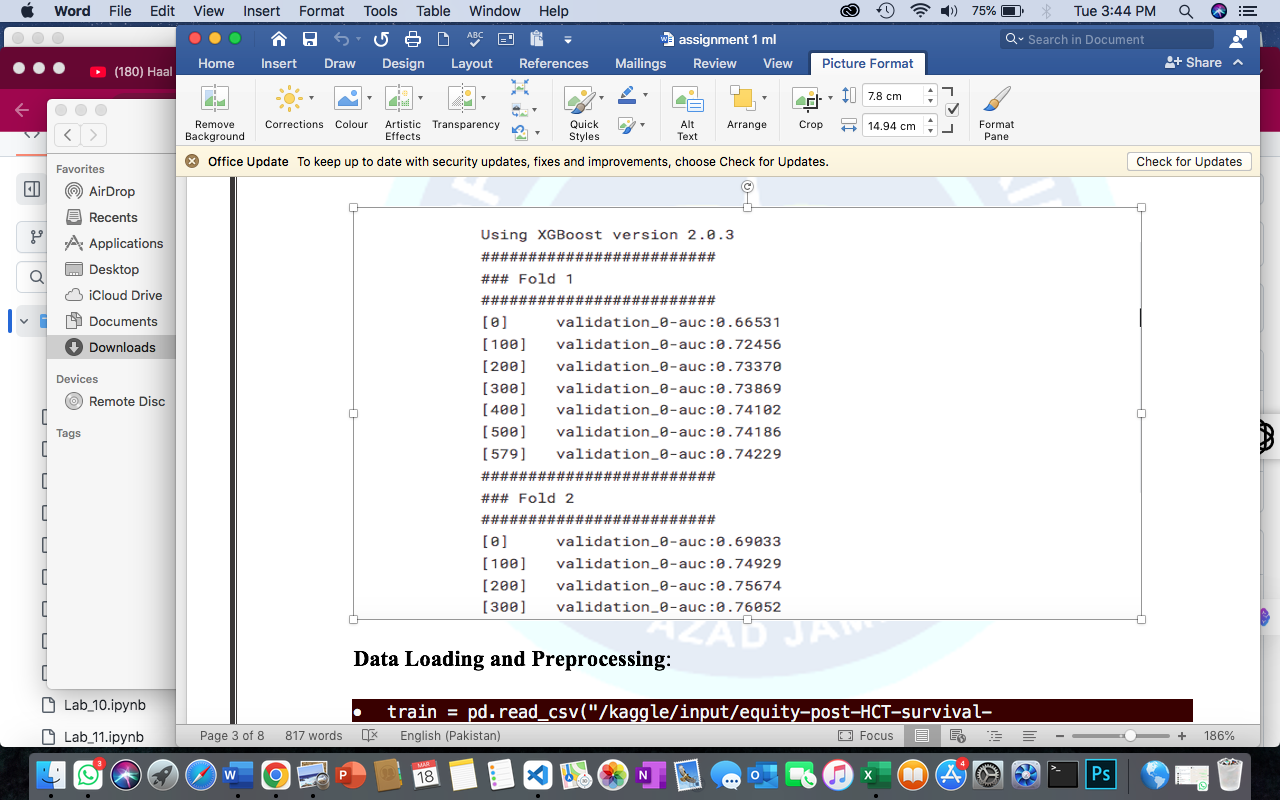 Word File Edit View Insert Format Tools Table Window Help 75% Tue 3:44 PM
assignment 1 ml
Search in Document
(180) Haal
Home Insert Draw Design Layout References Mailings Review View Picture Format Share
Remove Background
Corrections
Colour
Artistic Effects
Transparency
Quick Styles
Alt Text
Arrange
Crop
7.8 cm
14.94 cm
Format Pane
Office Update To keep up to date with security updates, fixes and improvements, choose Check for Updates.
Check for Updates
Favorites
AirDrop
Recents
Applications
Desktop
iCloud Drive
Documents
Downloads
Devices
Remote Disc
Tags
Lab_10.ipynb
Lab_11.ipynb
Using XGBoost version 2.0.3
#########################
### Fold 1
#########################
[0] validation_0-auc:0.66531
[100] validation_0-auc:0.72456
[200] validation_0-auc:0.73370
[300] validation_0-auc:0.73869
[400] validation_0-auc:0.74102
[500] validation_0-auc:0.74186
[579] validation_0-auc:0.74229
#########################
### Fold 2
#########################
[0] validation_0-auc:0.69033
[100] validation_0-auc:0.74929
[200] validation_0-auc:0.75674
[300] validation_0-auc:0.76052
AZAD JAM
Data Loading and Preprocessing:
• train = pd.read_csv("/kaggle/input/equity-post-HCT-survival-
Page 3 of 8 817 words English (Pakistan) Focus 186%
3
MAR
18
4
Ps